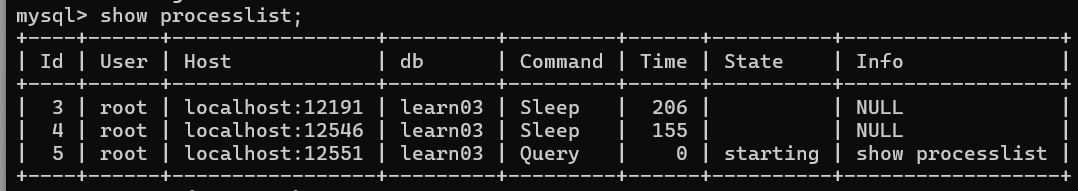 mysql> show processlist;
+----+------+-----------------+---------+---------+------+----------+------------------+
| Id | User | Host            | db      | Command | Time | State    | Info             |
+----+------+-----------------+---------+---------+------+----------+------------------+
|  3 | root | localhost:12191 | learn03 | Sleep   |  206 |          | NULL             |
|  4 | root | localhost:12546 | learn03 | Sleep   |  155 |          | NULL             |
|  5 | root | localhost:12551 | learn03 | Query   |    0 | starting | show processlist |
+----+------+-----------------+---------+---------+------+----------+------------------+